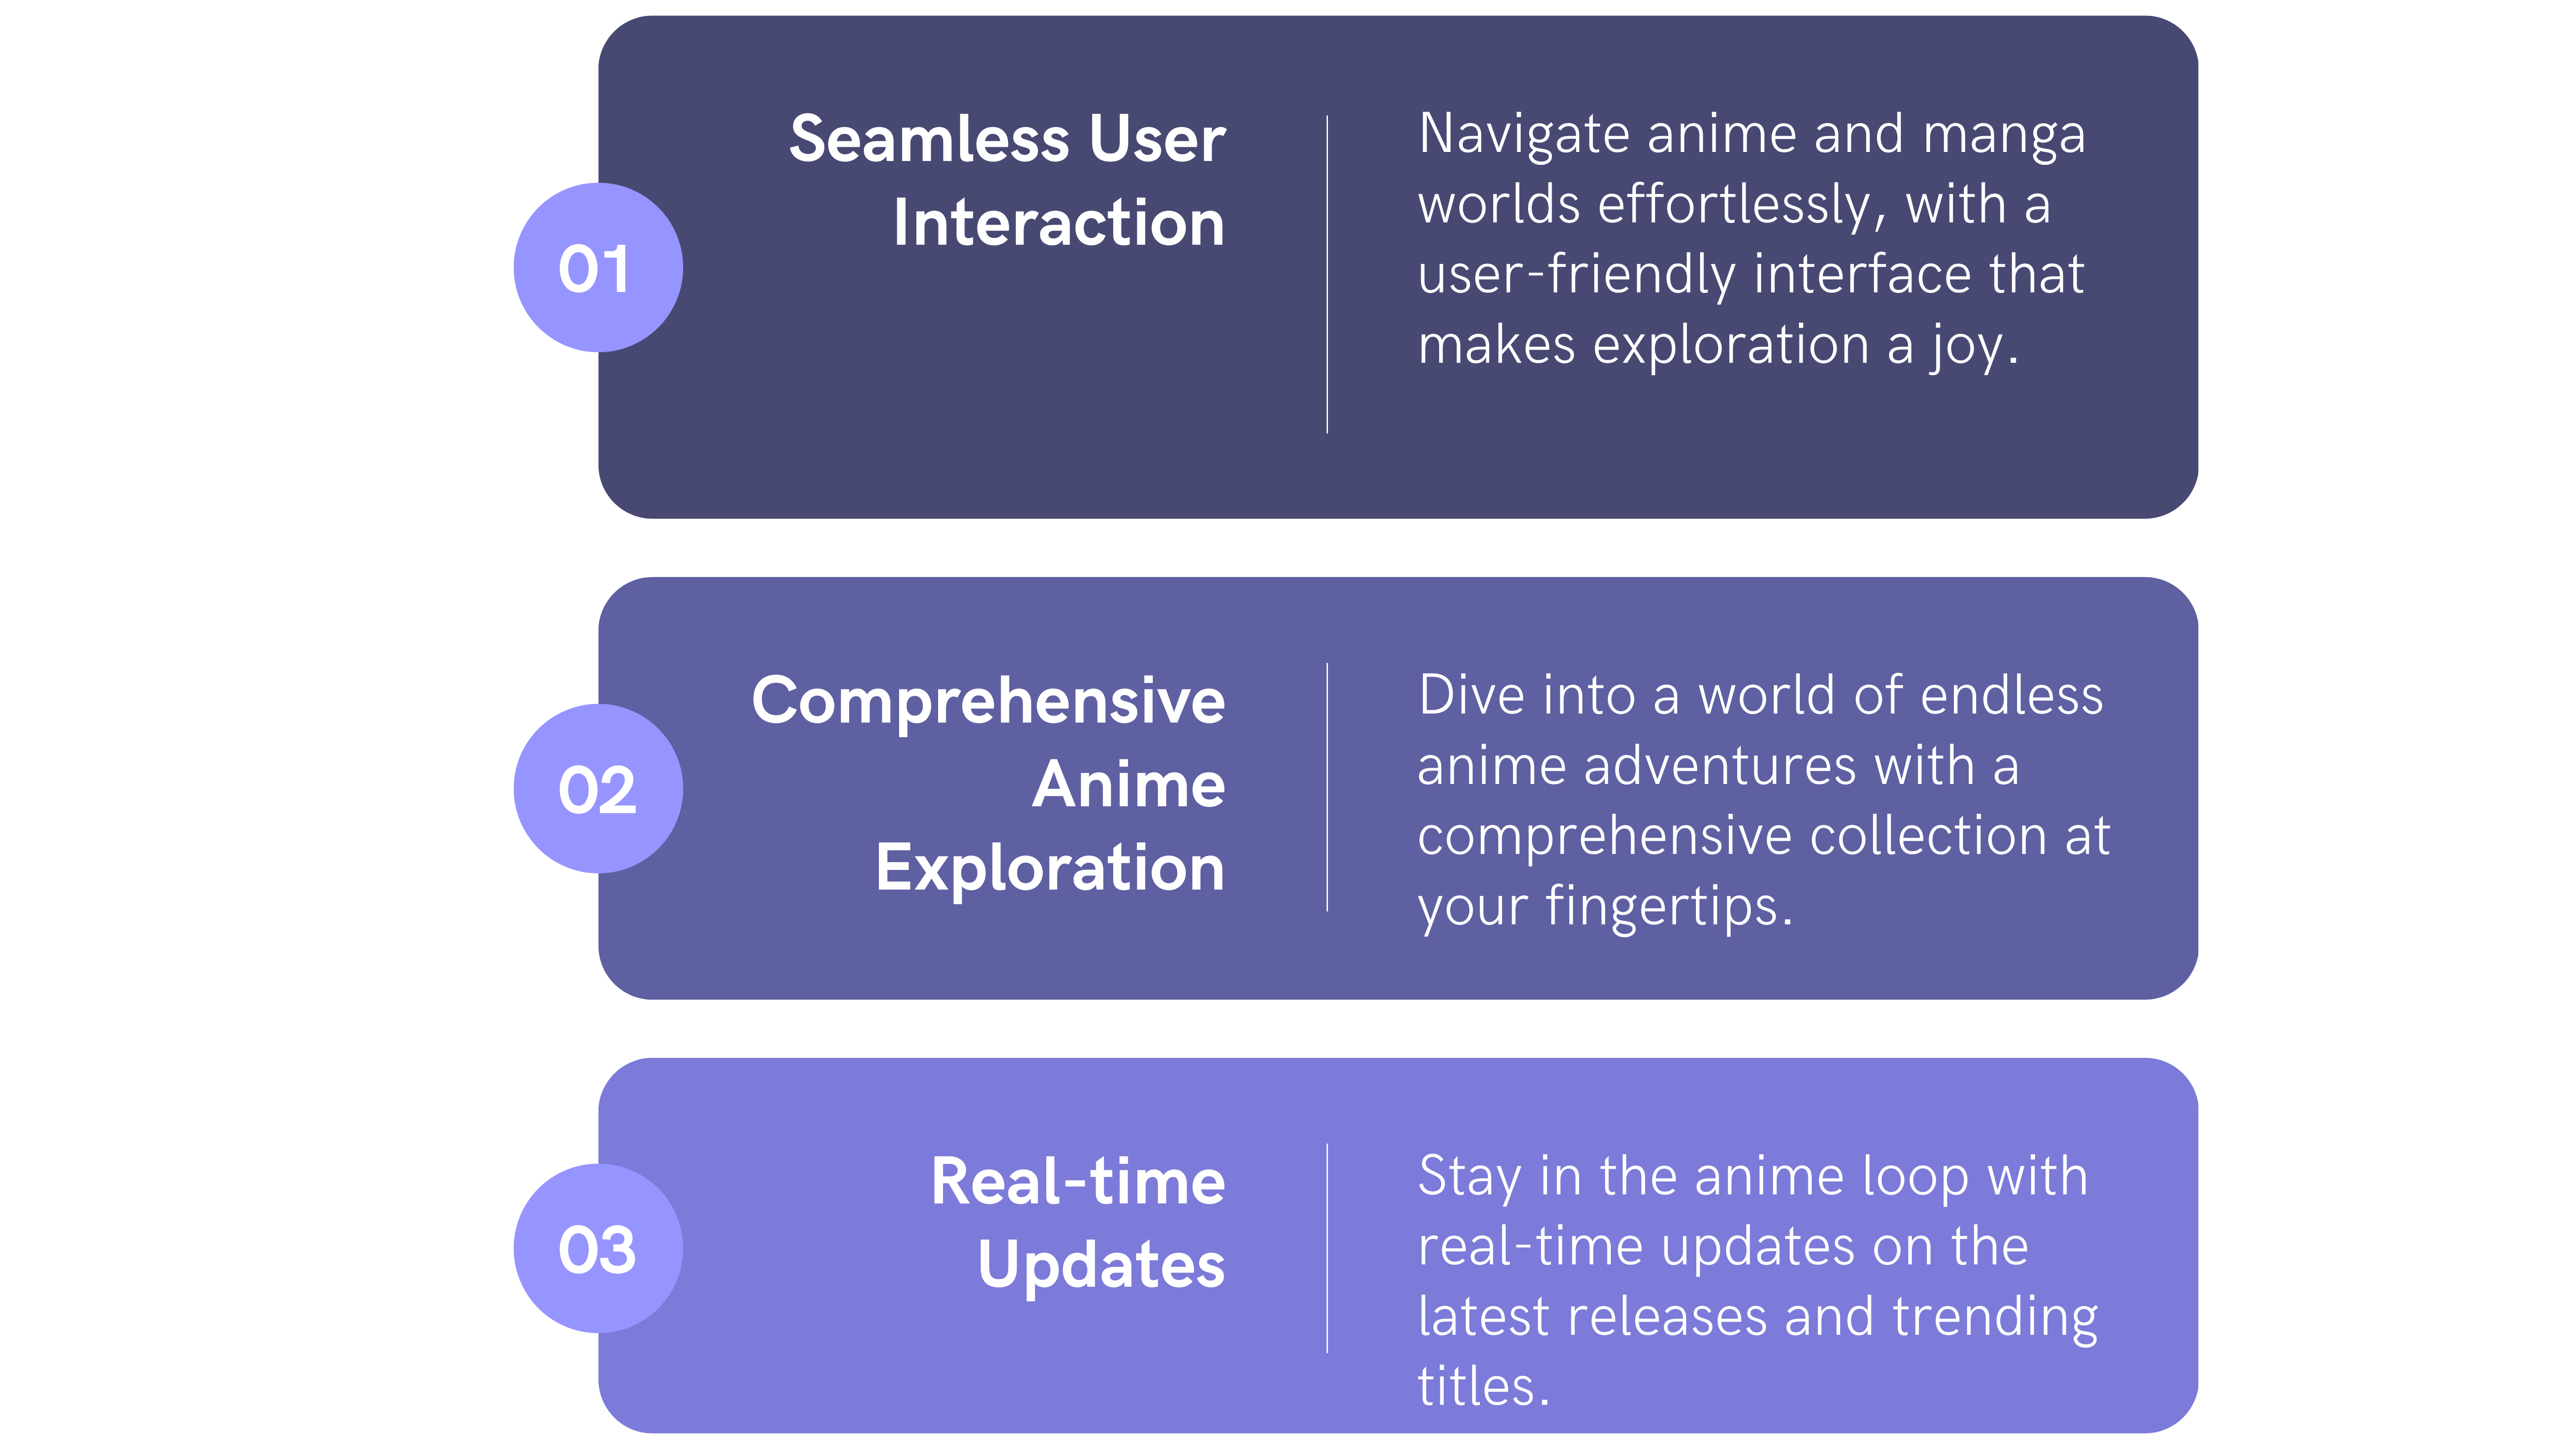 01
Seamless User
Interaction
Navigate anime and manga
worlds effortlessly, with a
user-friendly interface that
makes exploration a joy.
02
Comprehensive
Anime
Exploration
Dive into a world of endless
anime adventures with a
comprehensive collection at
your fingertips.
03
Real-time
Updates
Stay in the anime loop with
real-time updates on the
latest releases and trending
titles.